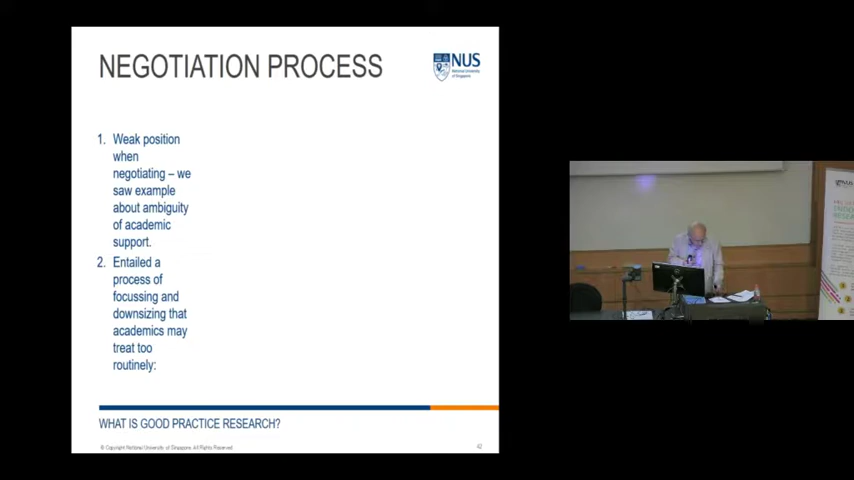 NEGOTIATION PROCESS
NUS
National University
of Singapore
1. Weak position
when
negotiating – we
saw example
about ambiguity
of academic
support.
2. Entailed a
process of
focussing and
downsizing that
academics may
treat too
routinely:
WHAT IS GOOD PRACTICE RESEARCH?
© Copyright National University of Singapore. All Rights Reserved.
42